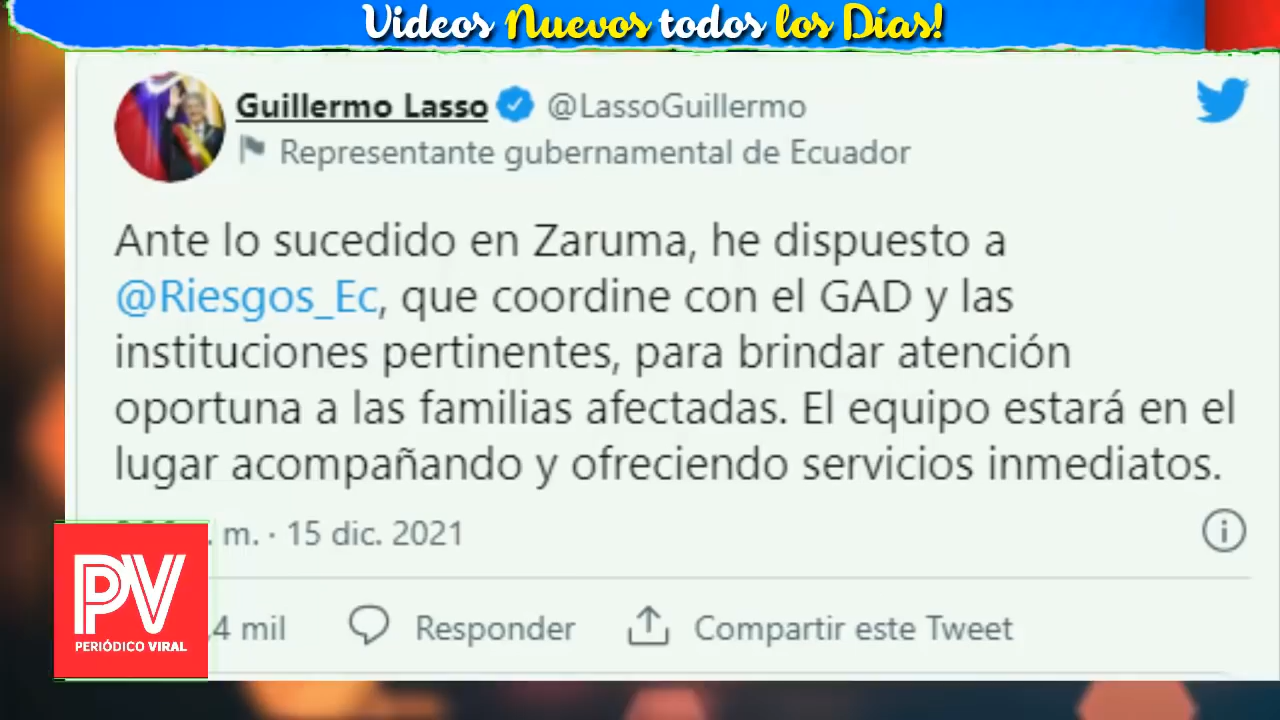 Videos Nuevos todos los Días!
Guillermo Lasso @LassoGuillermo
Representante gubernamental de Ecuador
Ante lo sucedido en Zaruma, he dispuesto a
@Riesgos_Ec, que coordine con el GAD y las
instituciones pertinentes, para brindar atención
oportuna a las familias afectadas. El equipo estará en el
lugar acompañando y ofreciendo servicios inmediatos.
. m. · 15 dic. 2021
,4 mil Responder Compartir este Tweet
PV
PERIÓDICO VIRAL